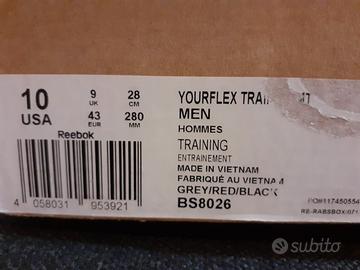 10 USA
9 UK
28 CM
43 EUR
280 MM
Reebok
4 058031 953921
YOURFLEX
MEN
HOMMES
TRAINING
ENTRAINEMENT
MADE IN VIETNAM
FABRIQUÉ AU VIETNAM
GREY/RED/BLACK
BS8026
subito